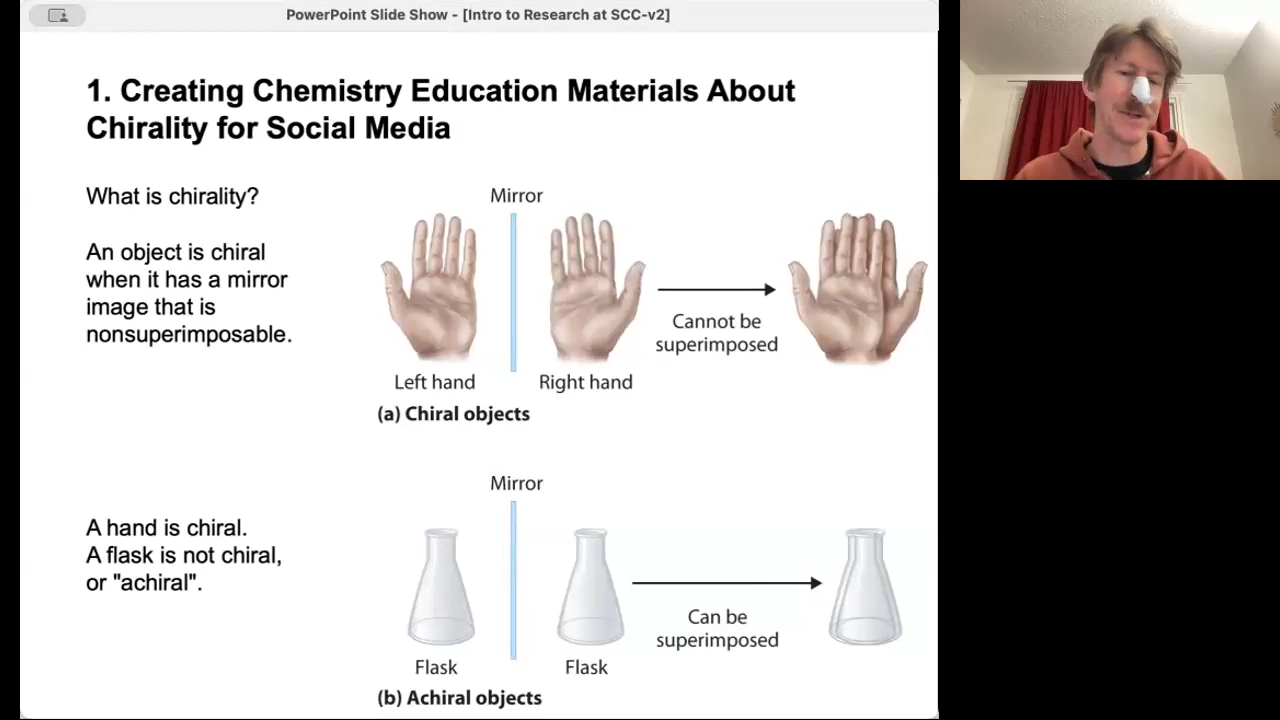 PowerPoint Slide Show - [Intro to Research at SCC-v2]
1. Creating Chemistry Education Materials About
Chirality for Social Media
What is chirality?
An object is chiral
when it has a mirror
image that is
nonsuperimposable.
Mirror
Cannot be
superimposed
Left hand
Right hand
(a) Chiral objects
A hand is chiral.
A flask is not chiral,
or "achiral".
Mirror
Can be
superimposed
Flask
Flask
(b) Achiral objects